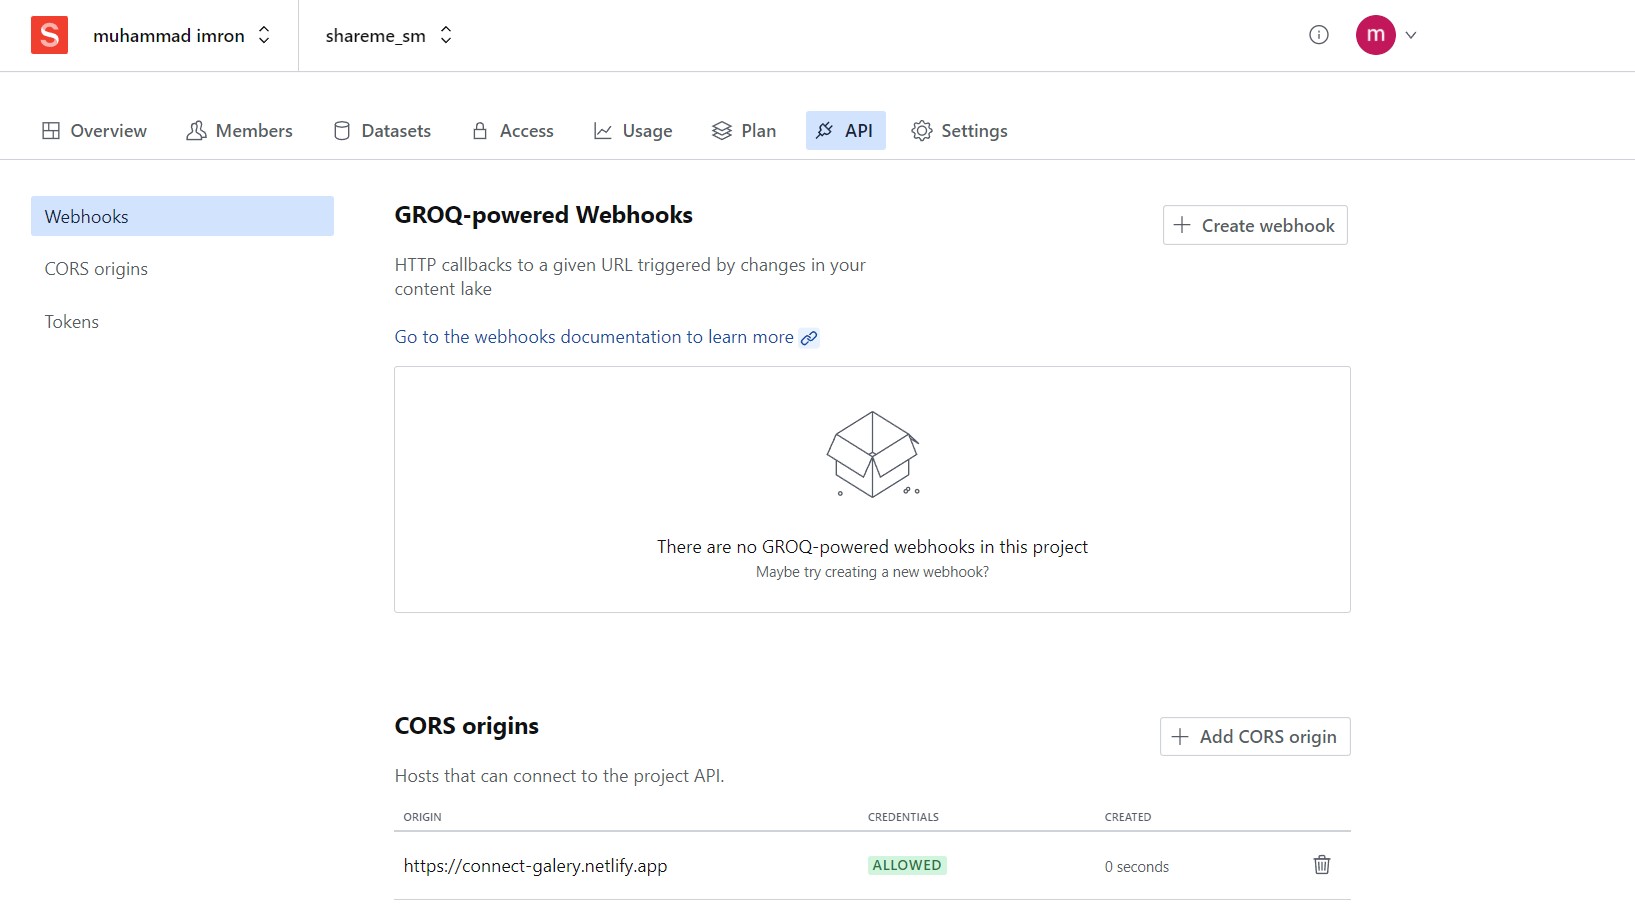 S muhammad imron shareme_sm m
Overview Members Datasets Access Usage Plan API Settings
Webhooks
CORS origins
Tokens
GROQ-powered Webhooks
Create webhook
HTTP callbacks to a given URL triggered by changes in your
content lake
Go to the webhooks documentation to learn more
There are no GROQ-powered webhooks in this project
Maybe try creating a new webhook?
CORS origins
Add CORS origin
Hosts that can connect to the project API.
ORIGIN CREDENTIALS CREATED
https://connect-galery.netlify.app ALLOWED 0 seconds